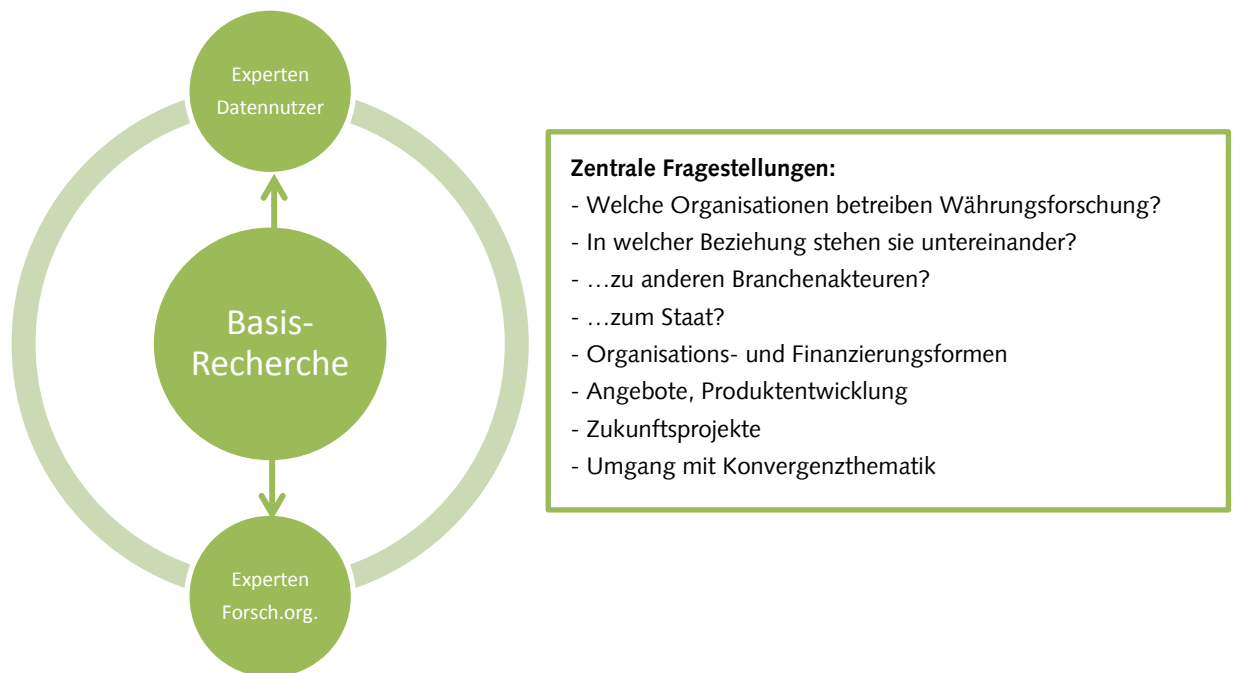 Experten
Datennutzer
Basis-
Recherche
Experten
Forsch.org.
Zentrale Fragestellungen:
- Welche Organisationen betreiben Währungsforschung?
- In welcher Beziehung stehen sie untereinander?
- …zu anderen Branchenakteuren?
- …zum Staat?
- Organisations- und Finanzierungsformen
- Angebote, Produktentwicklung
- Zukunftsprojekte
- Umgang mit Konvergenzthematik